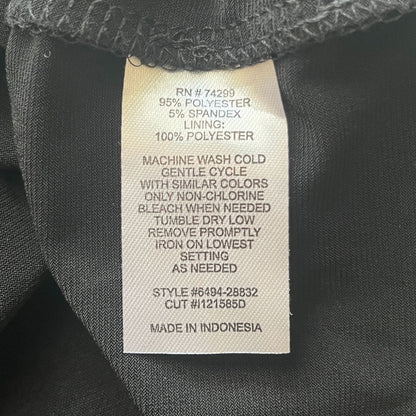 RN # 74299
95% POLYESTER
5% SPANDEX
LINING:
100% POLYESTER
MACHINE WASH COLD
GENTLE CYCLE
WITH SIMILAR COLORS
ONLY NON-CHLORINE
BLEACH WHEN NEEDED
TUMBLE DRY LOW
REMOVE PROMPTLY
IRON ON LOWEST
SETTING
AS NEEDED
STYLE #6494-28832
CUT #I121585D
MADE IN INDONESIA